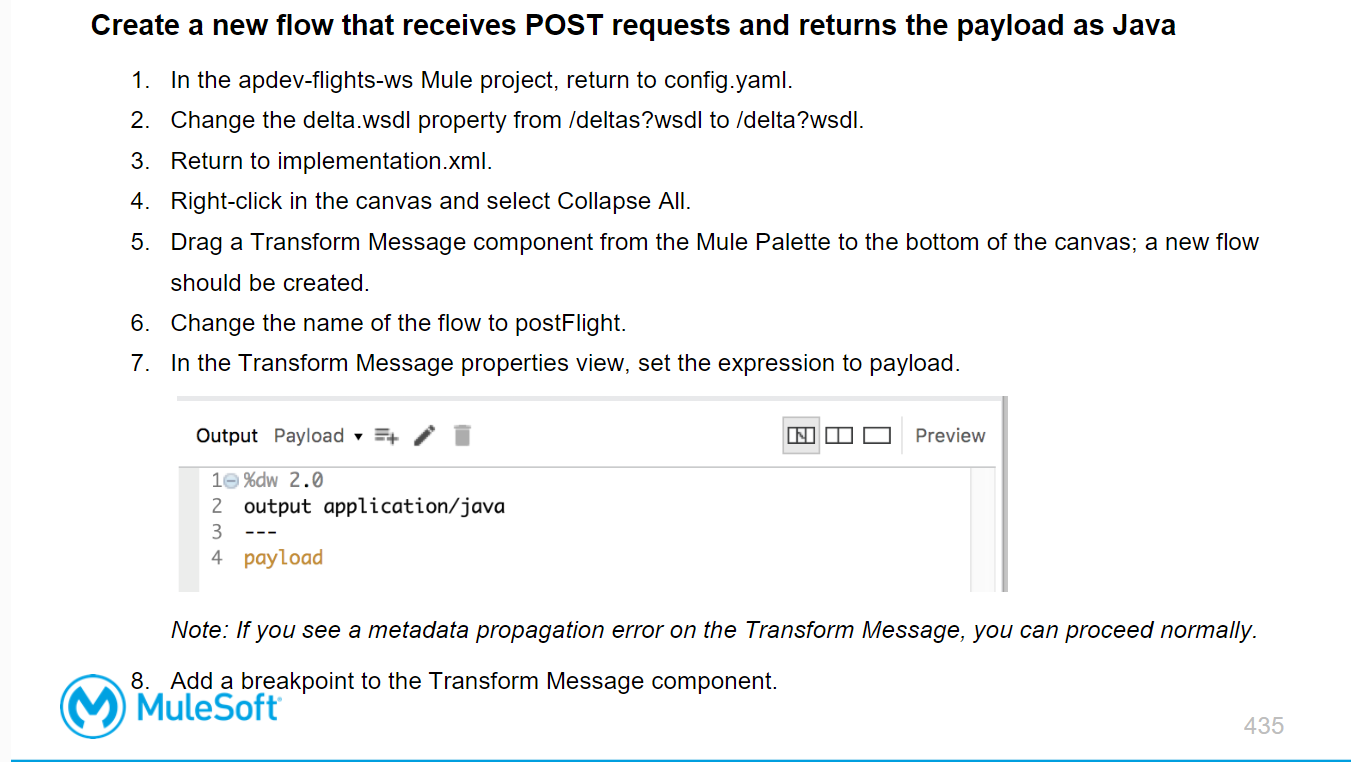 Create a new flow that receives POST requests and returns the payload as Java
1. In the apdev-flights-ws Mule project, return to config.yaml.
2. Change the delta.wsdl property from /deltas?wsdl to /delta?wsdl.
3. Return to implementation.xml.
4. Right-click in the canvas and select Collapse All.
5. Drag a Transform Message component from the Mule Palette to the bottom of the canvas; a new flow
should be created.
6. Change the name of the flow to postFlight.
7. In the Transform Message properties view, set the expression to payload.
Output Payload Preview
1 %dw 2.0
2 output application/java
3 ---
4 payload
Note: If you see a metadata propagation error on the Transform Message, you can proceed normally.
8. Add a breakpoint to the Transform Message component.
MuleSoft
435